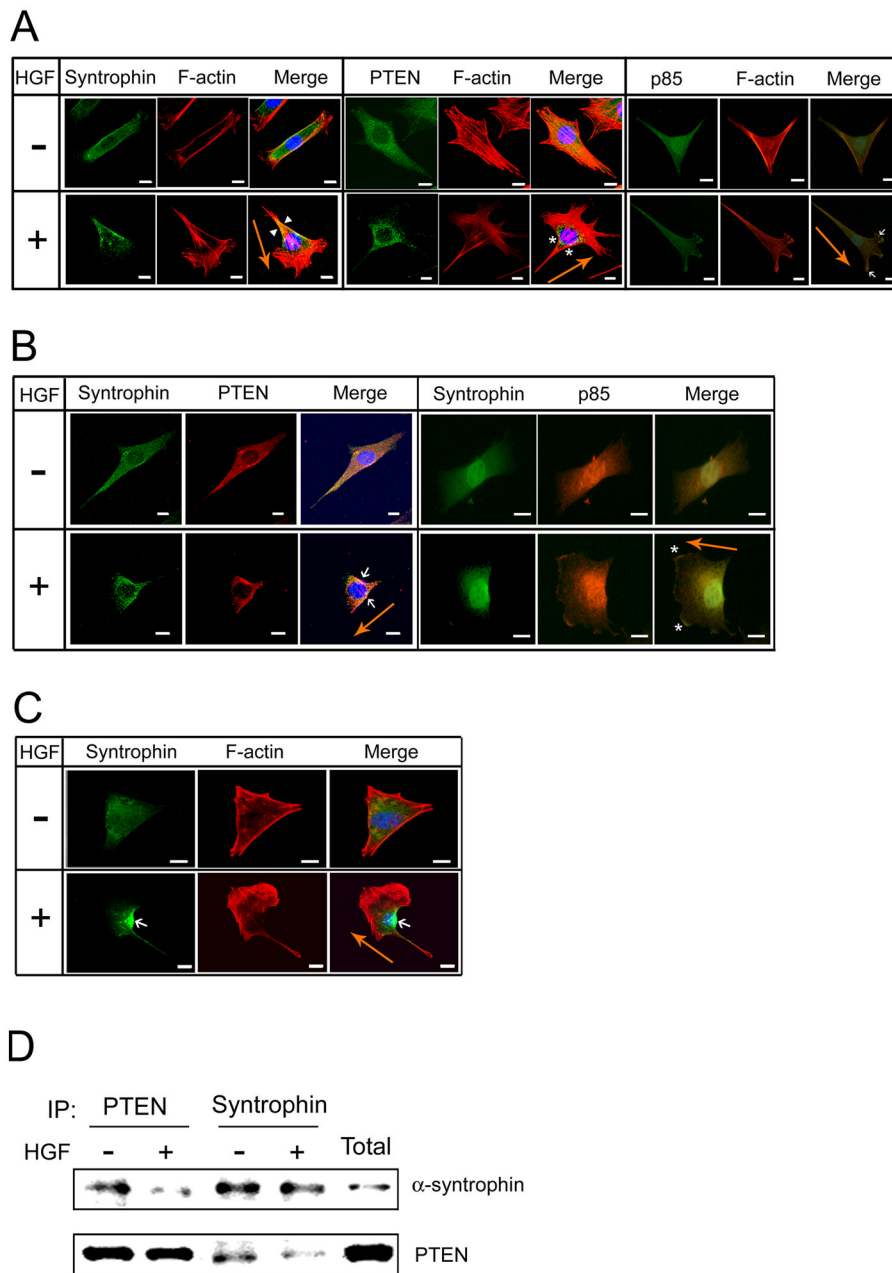 A
HGF Syntrophin F-actin Merge PTEN F-actin Merge p85 F-actin Merge
-
+
* *
B
HGF Syntrophin PTEN Merge Syntrophin p85 Merge
-
+
* *
C
HGF Syntrophin F-actin Merge
-
+
D
IP: PTEN Syntrophin
HGF - + - + Total
α-syntrophin
PTEN